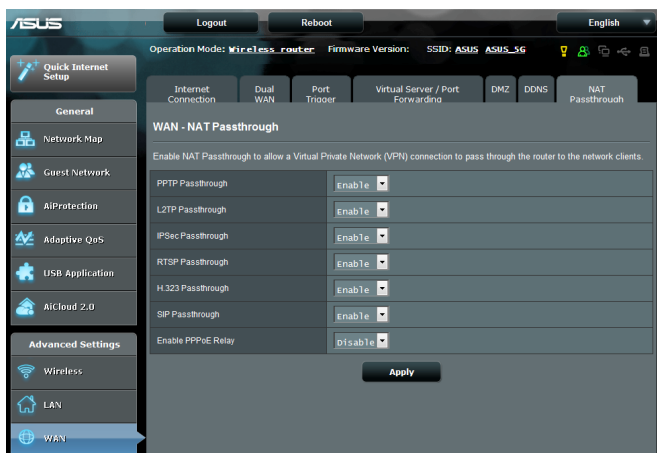 ASUS
Logout
Reboot
English
Operation Mode: Wireless router Firmware Version: SSID: ASUS ASUS_5G
Quick Internet
Setup
General
Network Map
Guest Network
AiProtection
Adaptive QoS
USB Application
AiCloud 2.0
Advanced Settings
Wireless
LAN
WAN
Internet
Connection
Dual
WAN
Port
Trigger
Virtual Server / Port
Forwarding
DMZ
DDNS
NAT
Passthrough
WAN - NAT Passthrough
Enable NAT Passthrough to allow a Virtual Private Network (VPN) connection to pass through the router to the network clients.
PPTP Passthrough Enable
L2TP Passthrough Enable
IPSec Passthrough Enable
RTSP Passthrough Enable
H.323 Passthrough Enable
SIP Passthrough Enable
Enable PPPoE Relay Disable
Apply